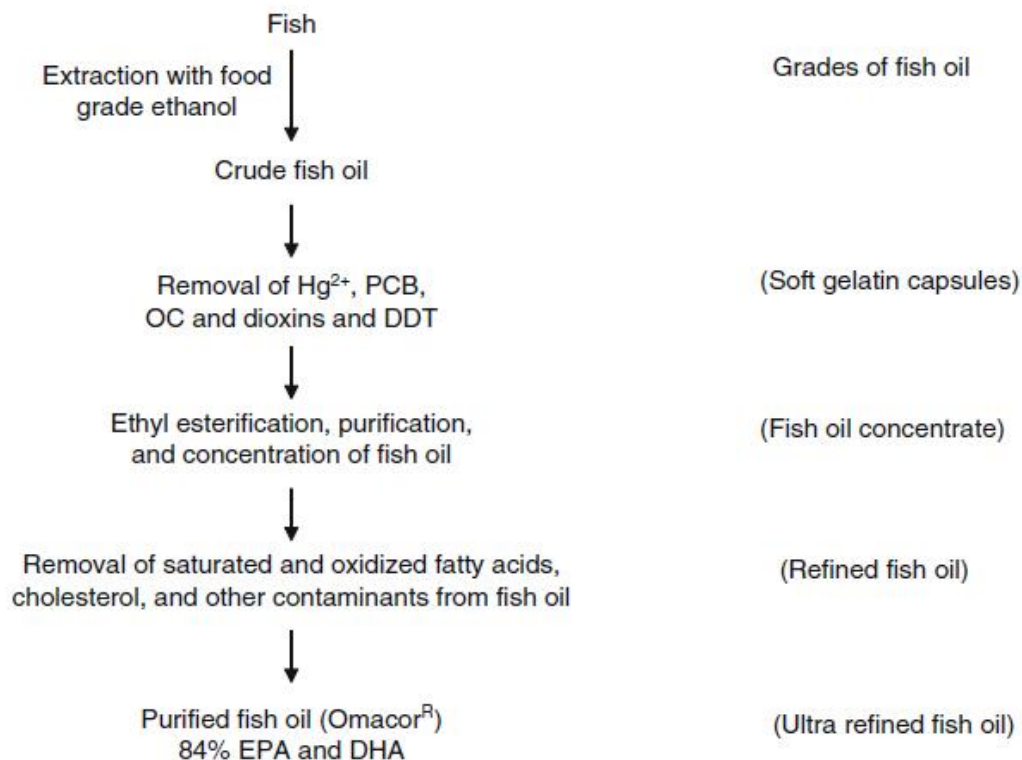 Fish
Extraction with food
grade ethanol
Grades of fish oil
Crude fish oil
Removal of Hg²⁺, PCB,
OC and dioxins and DDT
(Soft gelatin capsules)
Ethyl esterification, purification,
and concentration of fish oil
(Fish oil concentrate)
Removal of saturated and oxidized fatty acids,
cholesterol, and other contaminants from fish oil
(Refined fish oil)
Purified fish oil (Omacorᴿ)
84% EPA and DHA
(Ultra refined fish oil)